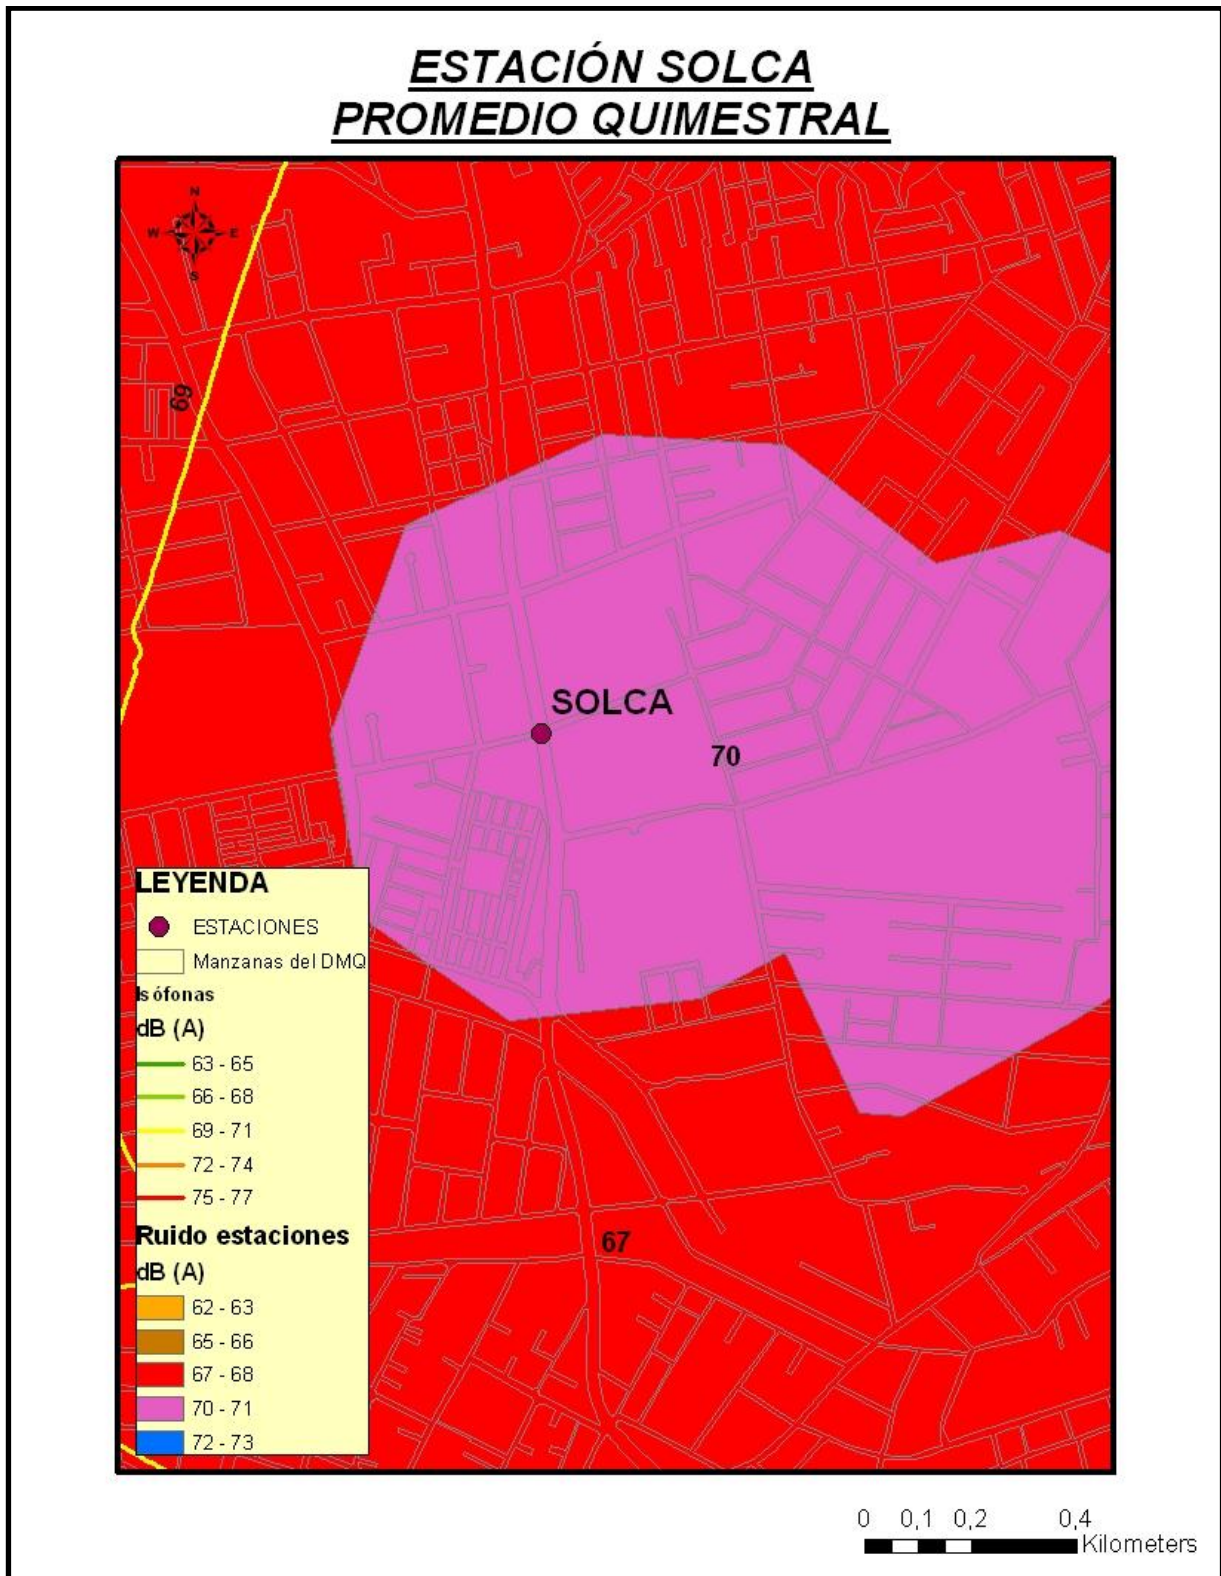 ESTACIÓN SOLCA
PROMEDIO QUIMESTRAL
N
W E
S
69
SOLCA
70
LEYENDA
ESTACIONES
Manzanas del DMQ
Isófonas
dB (A)
63 - 65
66 - 68
69 - 71
72 - 74
75 - 77
Ruido estaciones
dB (A)
62 - 63
65 - 66
67 - 68
70 - 71
72 - 73
67
0 0,1 0,2 0,4
Kilometers